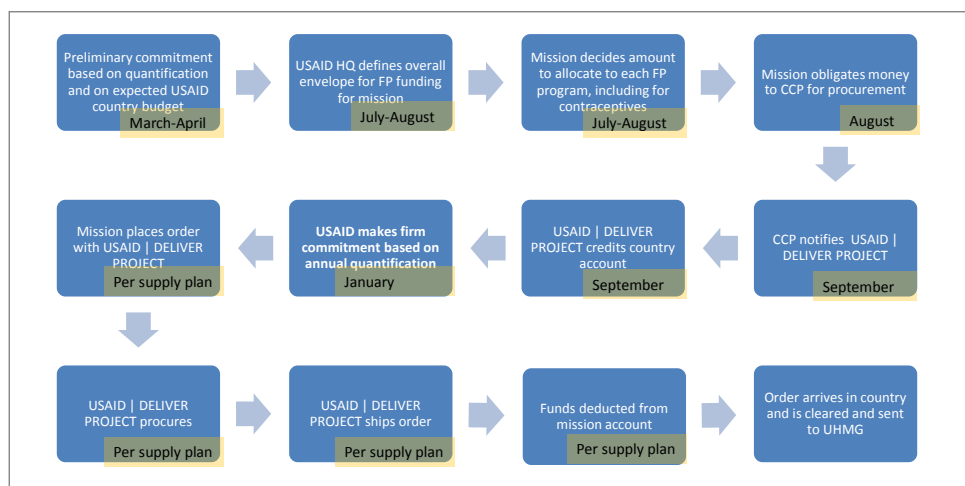 Preliminary commitment
based on quantification
and on expected USAID
country budget
March-April
USAID HQ defines overall
envelope for FP funding
for mission
July-August
Mission decides amount
to allocate to each FP
program, including for
contraceptives
July-August
Mission obligates money
to CCP for procurement
August
CCP notifies USAID |
DELIVER PROJECT
September
USAID | DELIVER
PROJECT credits country
account
September
USAID makes firm
commitment based on
annual quantification
January
Mission places order
with USAID | DELIVER
PROJECT
Per supply plan
USAID | DELIVER
PROJECT procures
Per supply plan
USAID | DELIVER
PROJECT ships order
Per supply plan
Funds deducted from
mission account
Per supply plan
Order arrives in country
and is cleared and sent
to UHMG